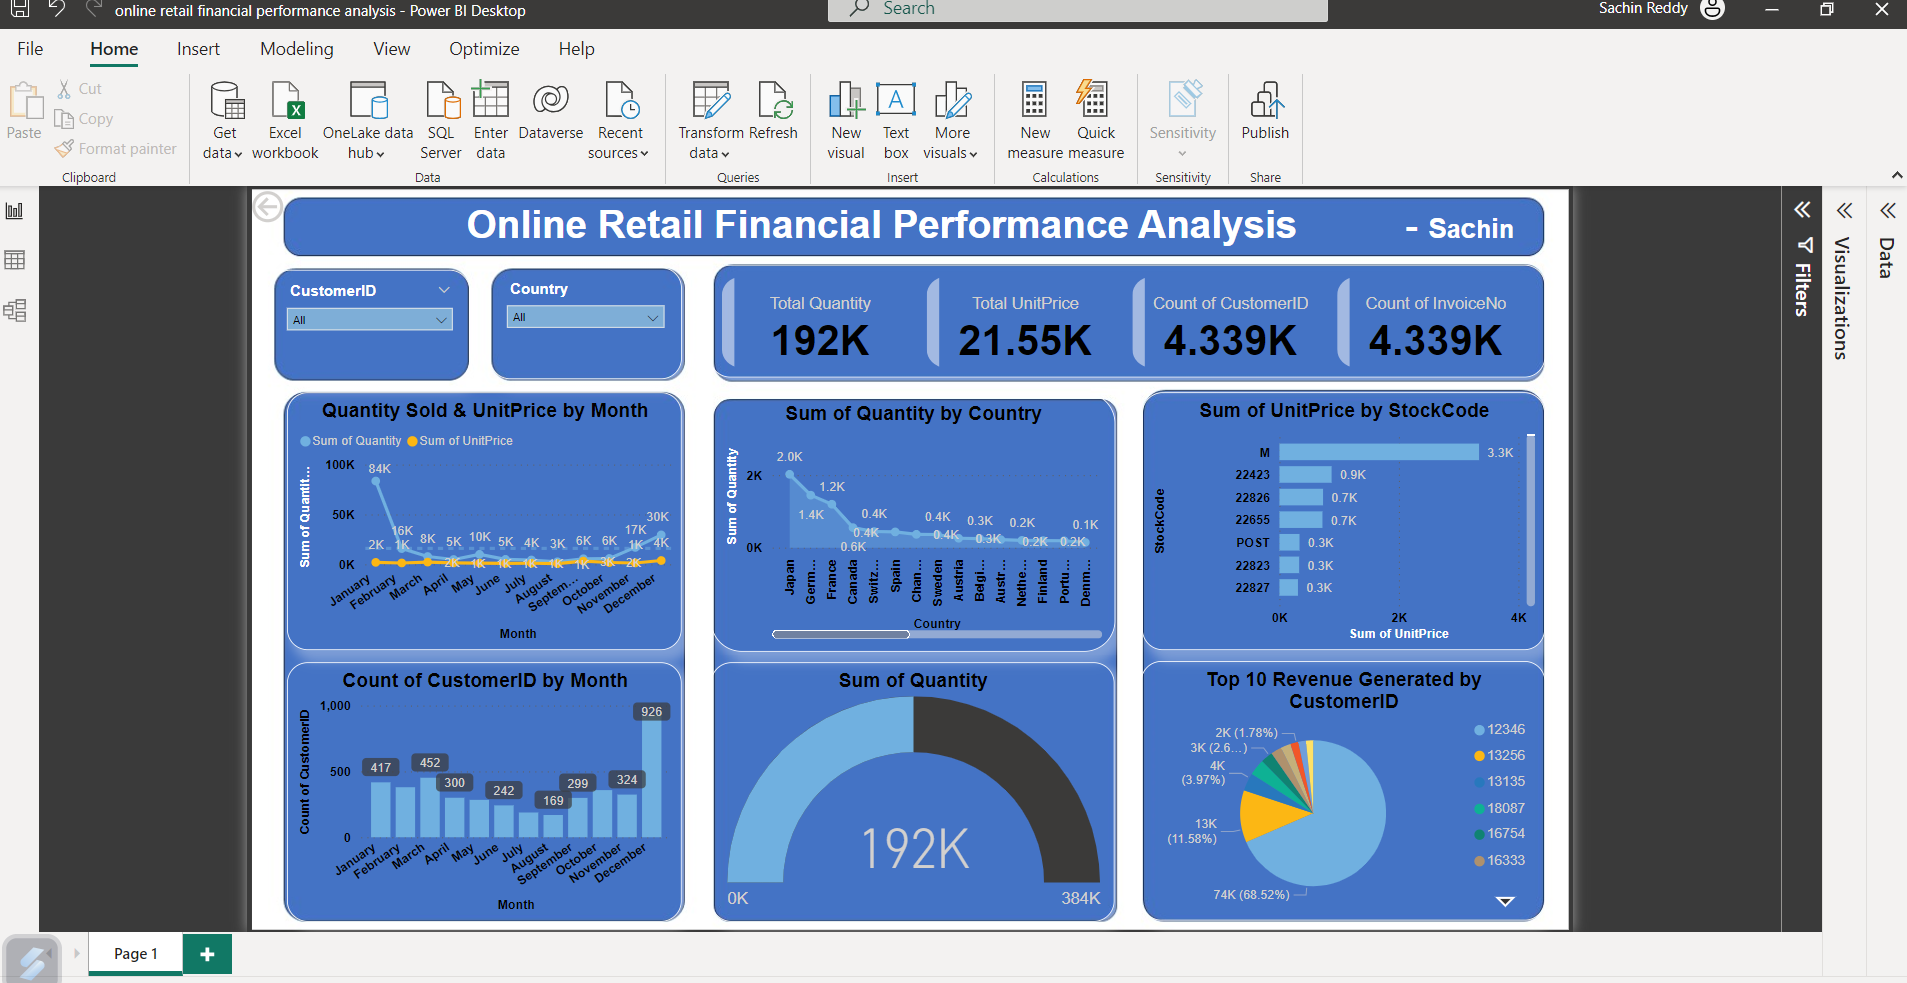 online retail financial performance analysis - Power BI Desktop
Search
Sachin Reddy
File Home Insert Modeling View Optimize Help
Paste
Cut
Copy
Format painter
Clipboard
Get data
Excel workbook
OneLake data hub
SQL Server
Enter data
Dataverse
Recent sources
Data
Transform data
Refresh
Queries
New visual
Text box
More visuals
Insert
New measure
Quick measure
Calculations
Sensitivity
Sensitivity
Publish
Share
Online Retail Financial Performance Analysis - Sachin
CustomerID
All
Country
All
Total Quantity
192K
Total UnitPrice
21.55K
Count of CustomerID
4.339K
Count of InvoiceNo
4.339K
Filters
Visualizations
Data
Quantity Sold & UnitPrice by Month
Sum of Quantity Sum of UnitPrice
Sum of Quantit...
100K
50K
0K
84K
16K
8K
5K
10K
5K
4K
3K
6K
6K
17K
30K
2K
1K
2K
1K
1K
1K
1K
1K
3K
2K
1K
4K
January
February
March
April
May
June
July
August
Septem...
October
November
December
Month
Sum of Quantity by Country
Sum of Quantity
2K
0K
2.0K
1.4K
1.2K
0.6K
0.4K
0.4K
0.4K
0.4K
0.3K
0.3K
0.2K
0.2K
0.2K
0.1K
Japan
Germ...
France
Canada
Switz...
Spain
Chan...
Sweden
Austria
Belgi...
Austr...
Nethe...
Finland
Portu...
Denm...
Country
Sum of UnitPrice by StockCode
StockCode
M 3.3K
22423 0.9K
22826 0.7K
22655 0.7K
POST 0.3K
22823 0.3K
22827 0.3K
0K 2K 4K
Sum of UnitPrice
Count of CustomerID by Month
Count of CustomerID
1,000
500
0
417
452
300
242
169
299
324
926
January
February
March
April
May
June
July
August
September
October
November
December
Month
Sum of Quantity
192K
0K
384K
Top 10 Revenue Generated by
CustomerID
2K (1.78%)
3K (2.6...)
4K
(3.97%)
13K
(11.58%)
74K (68.52%)
12346
13256
13135
18087
16754
16333
Page 1